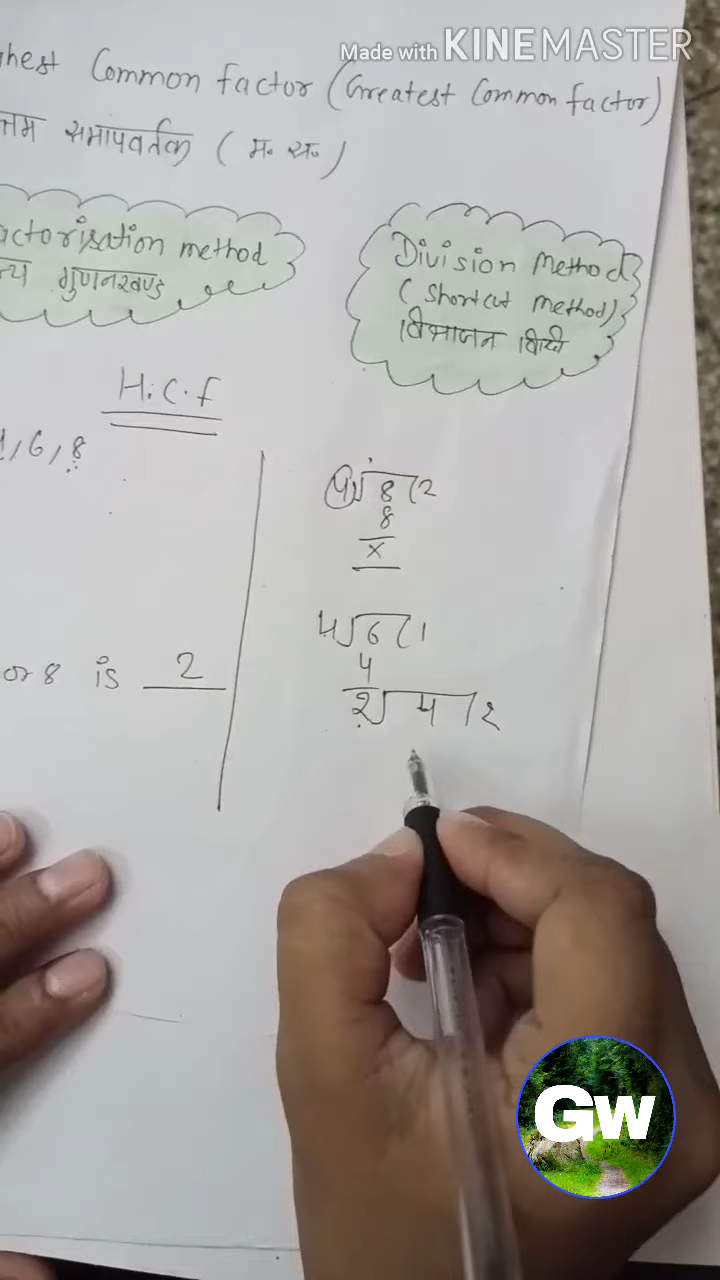 Made with KINEMASTER
hest Common factor (Greatest Common factor)
तम समापवर्तक ( म॰ स॰ )
actorisation method
गुणनखण्ड
Division Method
(Shortcut Method)
विभाजन विधि
H.C.F
4, 6, 8
4 8 2
8
x
4 6 1
4
2 4 2
or 8 is 2
GW